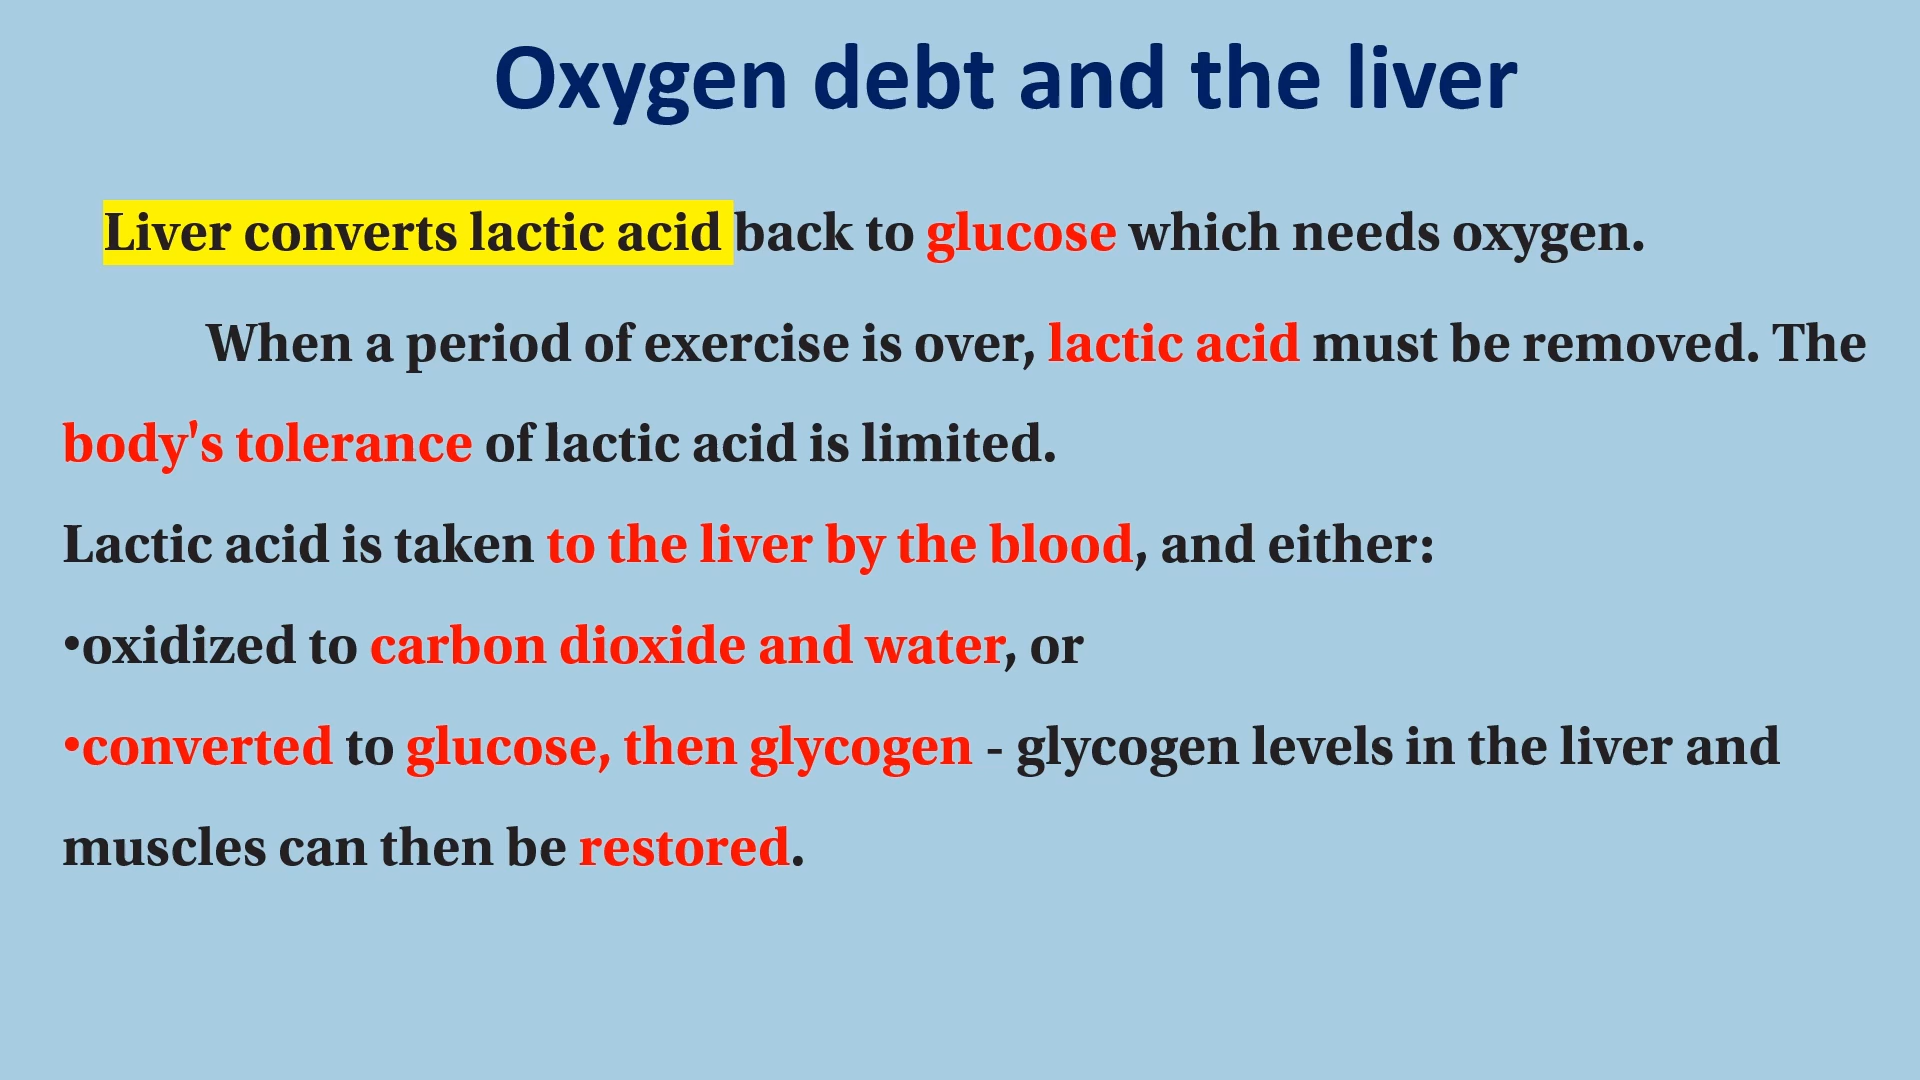 Oxygen debt and the liver
Liver converts lactic acid back to glucose which needs oxygen.
When a period of exercise is over, lactic acid must be removed. The
body's tolerance of lactic acid is limited.
Lactic acid is taken to the liver by the blood, and either:
•oxidized to carbon dioxide and water, or
•converted to glucose, then glycogen - glycogen levels in the liver and
muscles can then be restored.